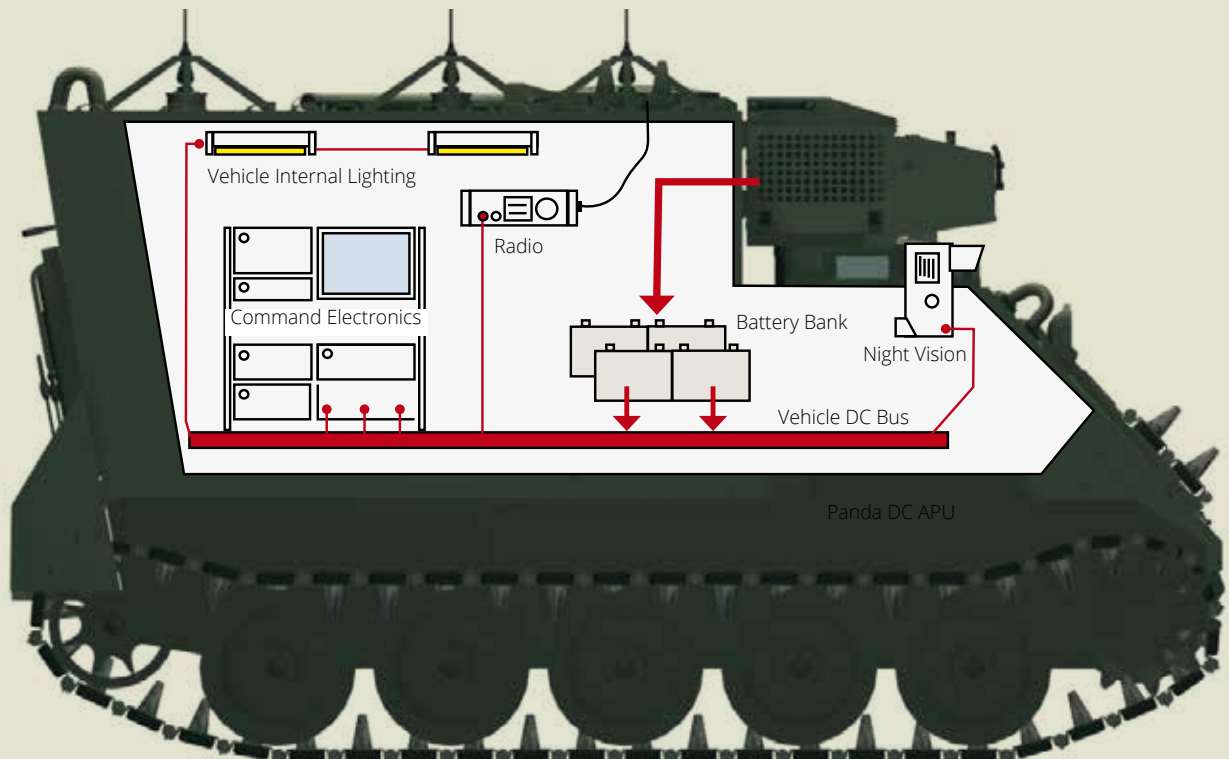 Vehicle Internal Lighting
Radio
Command Electronics
Battery Bank
Night Vision
Vehicle DC Bus
Panda DC APU